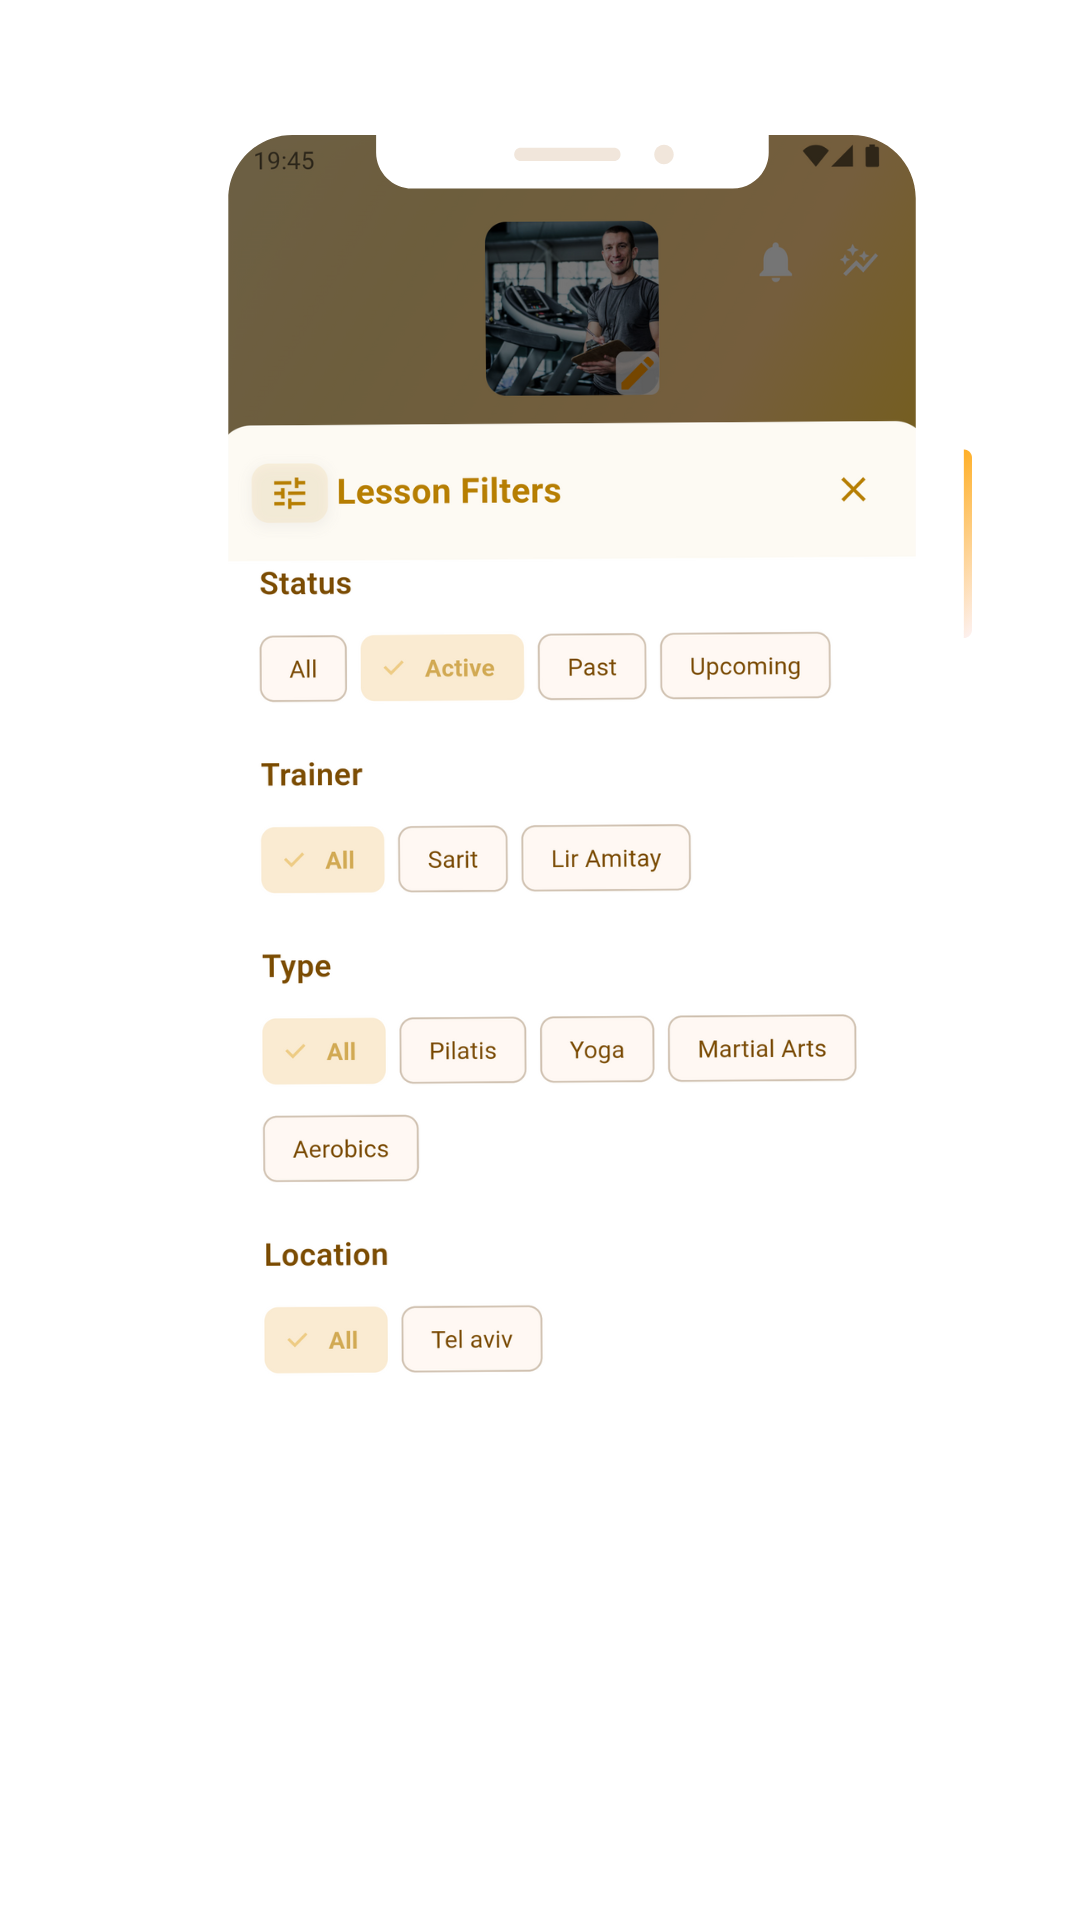 19:45
Lesson Filters
Status
All Active Past Upcoming
Trainer
All Sarit Lir Amitay
Type
All Pilatis Yoga Martial Arts
Aerobics
Location
All Tel aviv